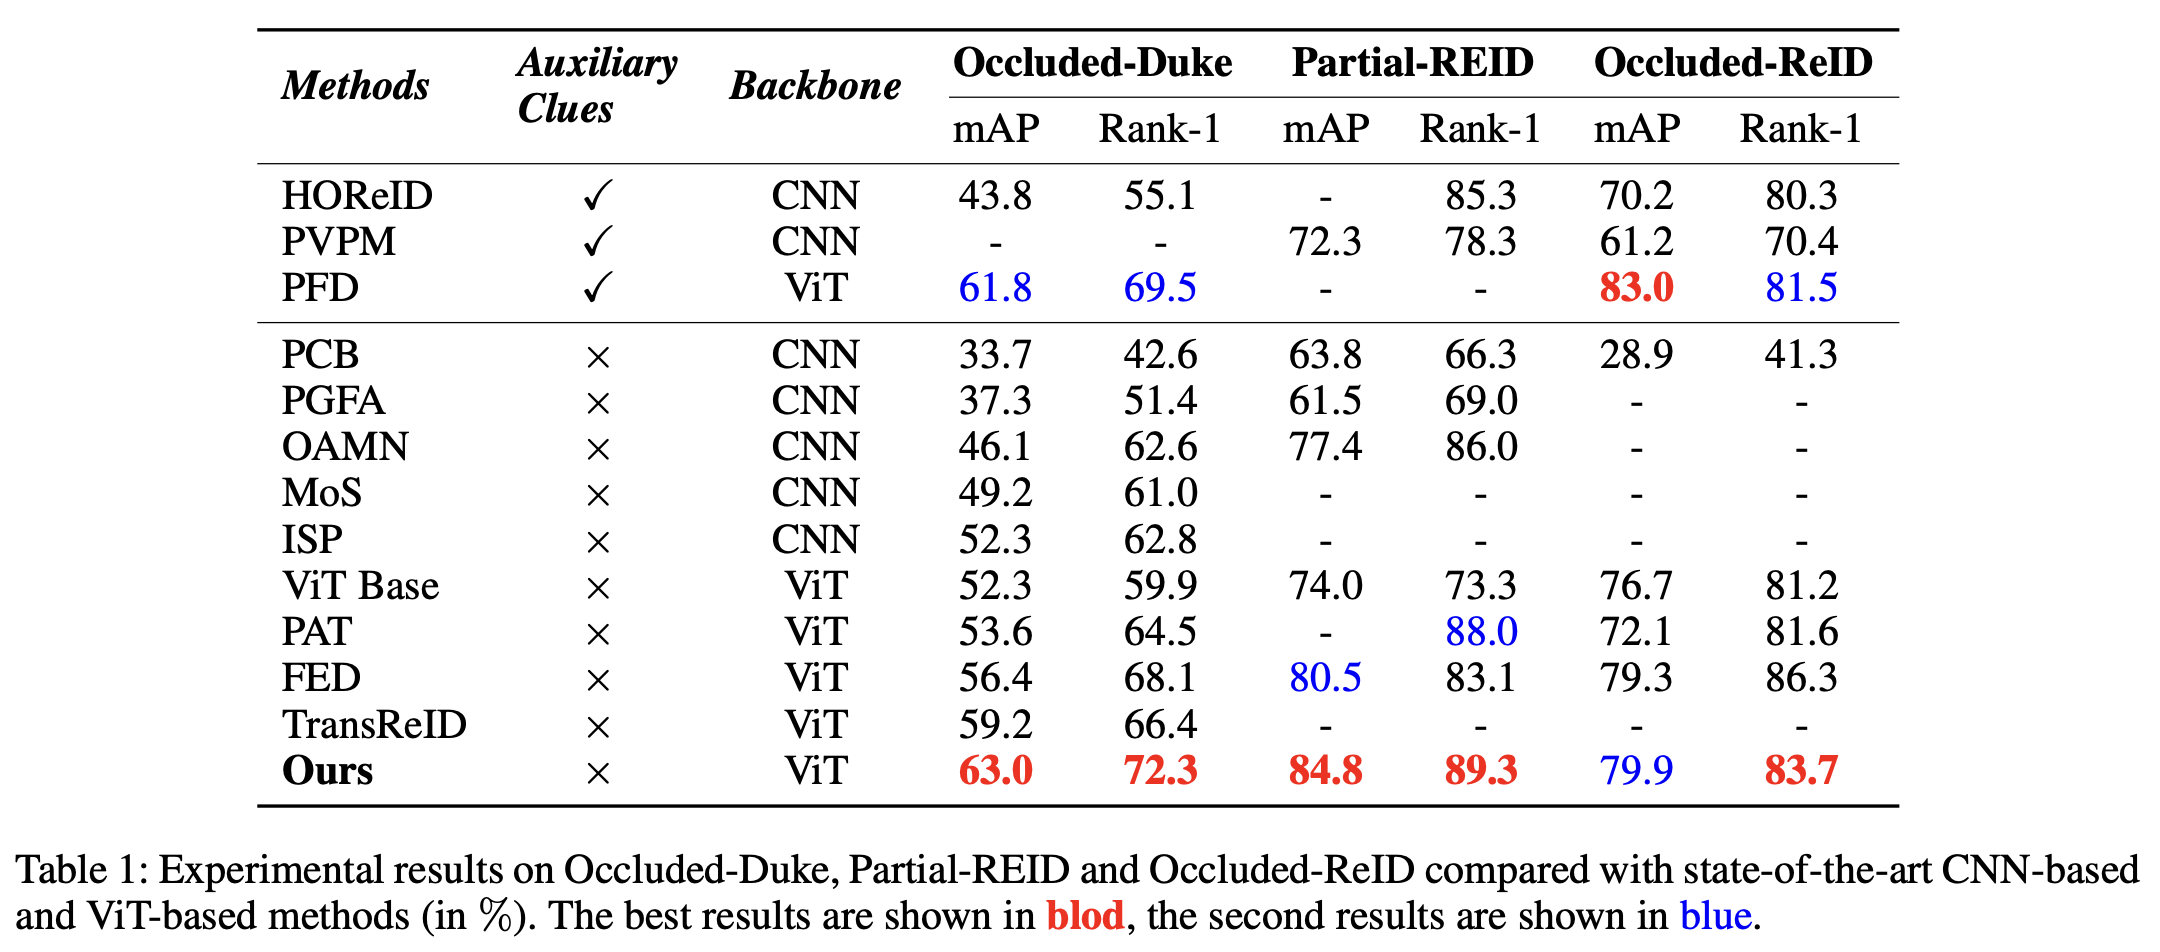 Methods Auxiliary Clues Backbone Occluded-Duke Partial-REID Occluded-ReID
mAP Rank-1 mAP Rank-1 mAP Rank-1
HOReID ✓ CNN 43.8 55.1 - 85.3 70.2 80.3
PVPM ✓ CNN - - 72.3 78.3 61.2 70.4
PFD ✓ ViT 61.8 69.5 - - 83.0 81.5
PCB × CNN 33.7 42.6 63.8 66.3 28.9 41.3
PGFA × CNN 37.3 51.4 61.5 69.0 - -
OAMN × CNN 46.1 62.6 77.4 86.0 - -
MoS × CNN 49.2 61.0 - - - -
ISP × CNN 52.3 62.8 - - - -
ViT Base × ViT 52.3 59.9 74.0 73.3 76.7 81.2
PAT × ViT 53.6 64.5 - 88.0 72.1 81.6
FED × ViT 56.4 68.1 80.5 83.1 79.3 86.3
TransReID × ViT 59.2 66.4 - - - -
Ours × ViT 63.0 72.3 84.8 89.3 79.9 83.7
Table 1: Experimental results on Occluded-Duke, Partial-REID and Occluded-ReID compared with state-of-the-art CNN-based
and ViT-based methods (in %). The best results are shown in blod, the second results are shown in blue.